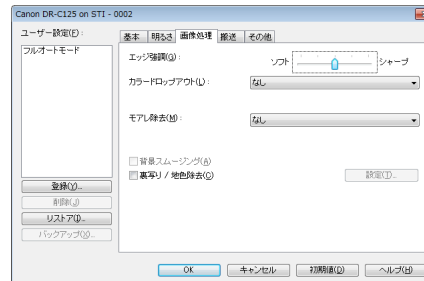 Canon DR-C125 on STI - 0002
ユーザー設定(F):
フルオートモード
登録(Y)...
削除(J)
リストア(T)...
バックアップ(X)...
基本 明るさ 画像処理 搬送 その他
エッジ強調(G): ソフト シャープ
カラードロップアウト(L): なし
モアレ除去(M): なし
背景スムージング(A)
裏写り / 地色除去(C) 設定(I)...
OK キャンセル 初期値(D) ヘルプ(H)